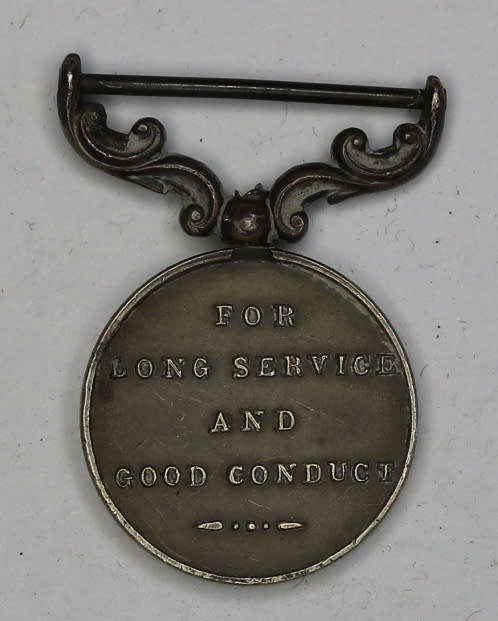 FOR
LONG SERVICE
AND
GOOD CONDUCT